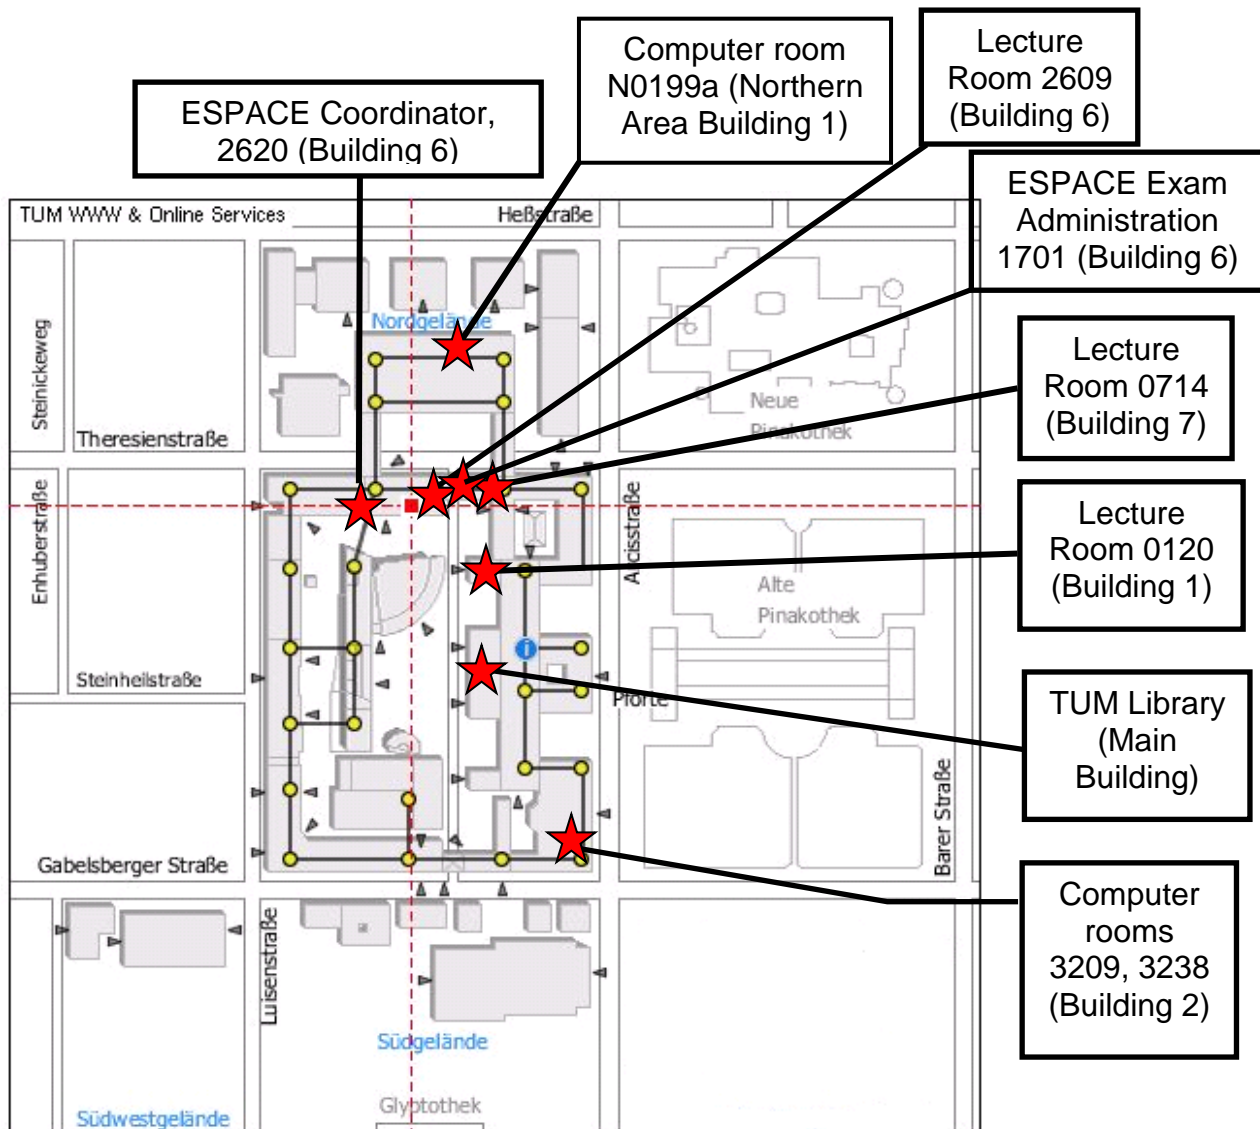 Computer room
N0199a (Northern
Area Building 1)
Lecture
Room 2609
(Building 6)
ESPACE Coordinator,
2620 (Building 6)
ESPACE Exam
Administration
1701 (Building 6)
TUM WWW & Online Services
Heßstraße
Nordgelände
Steinickeweg
Theresienstraße
Neue
Pinakothek
Lecture
Room 0714
(Building 7)
Enhuberstraße
Arcisstraße
Lecture
Room 0120
(Building 1)
Alte
Pinakothek
i
Steinheilstraße
Pforte
TUM Library
(Main
Building)
Barer Straße
Gabelsberger Straße
Computer
rooms
3209, 3238
(Building 2)
Luisenstraße
Südgelände
Glyptothek
Südwestgelände